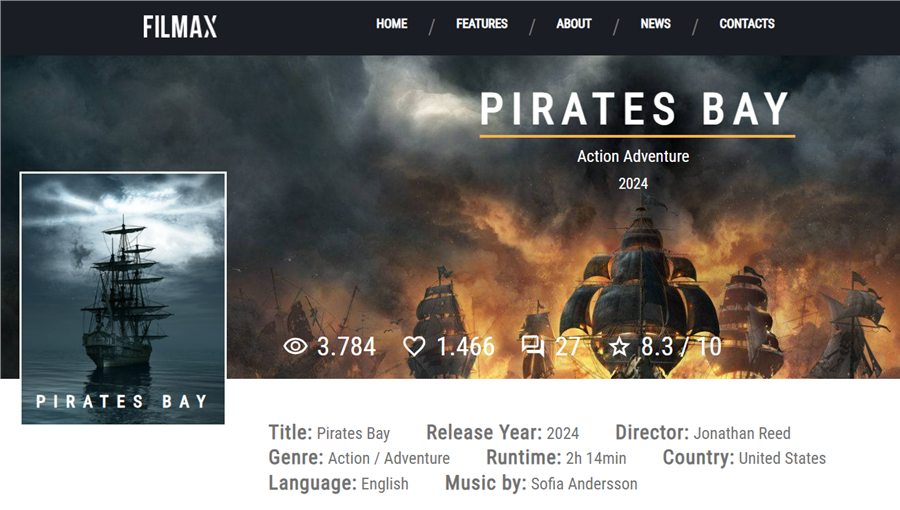 FILMAX
HOME / FEATURES / ABOUT / NEWS / CONTACTS
PIRATES BAY
Action Adventure
2024
3.784 1.466 27 8.3 / 10
PIRATES BAY
Title: Pirates Bay Release Year: 2024 Director: Jonathan Reed
Genre: Action / Adventure Runtime: 2h 14min Country: United States
Language: English Music by: Sofia Andersson